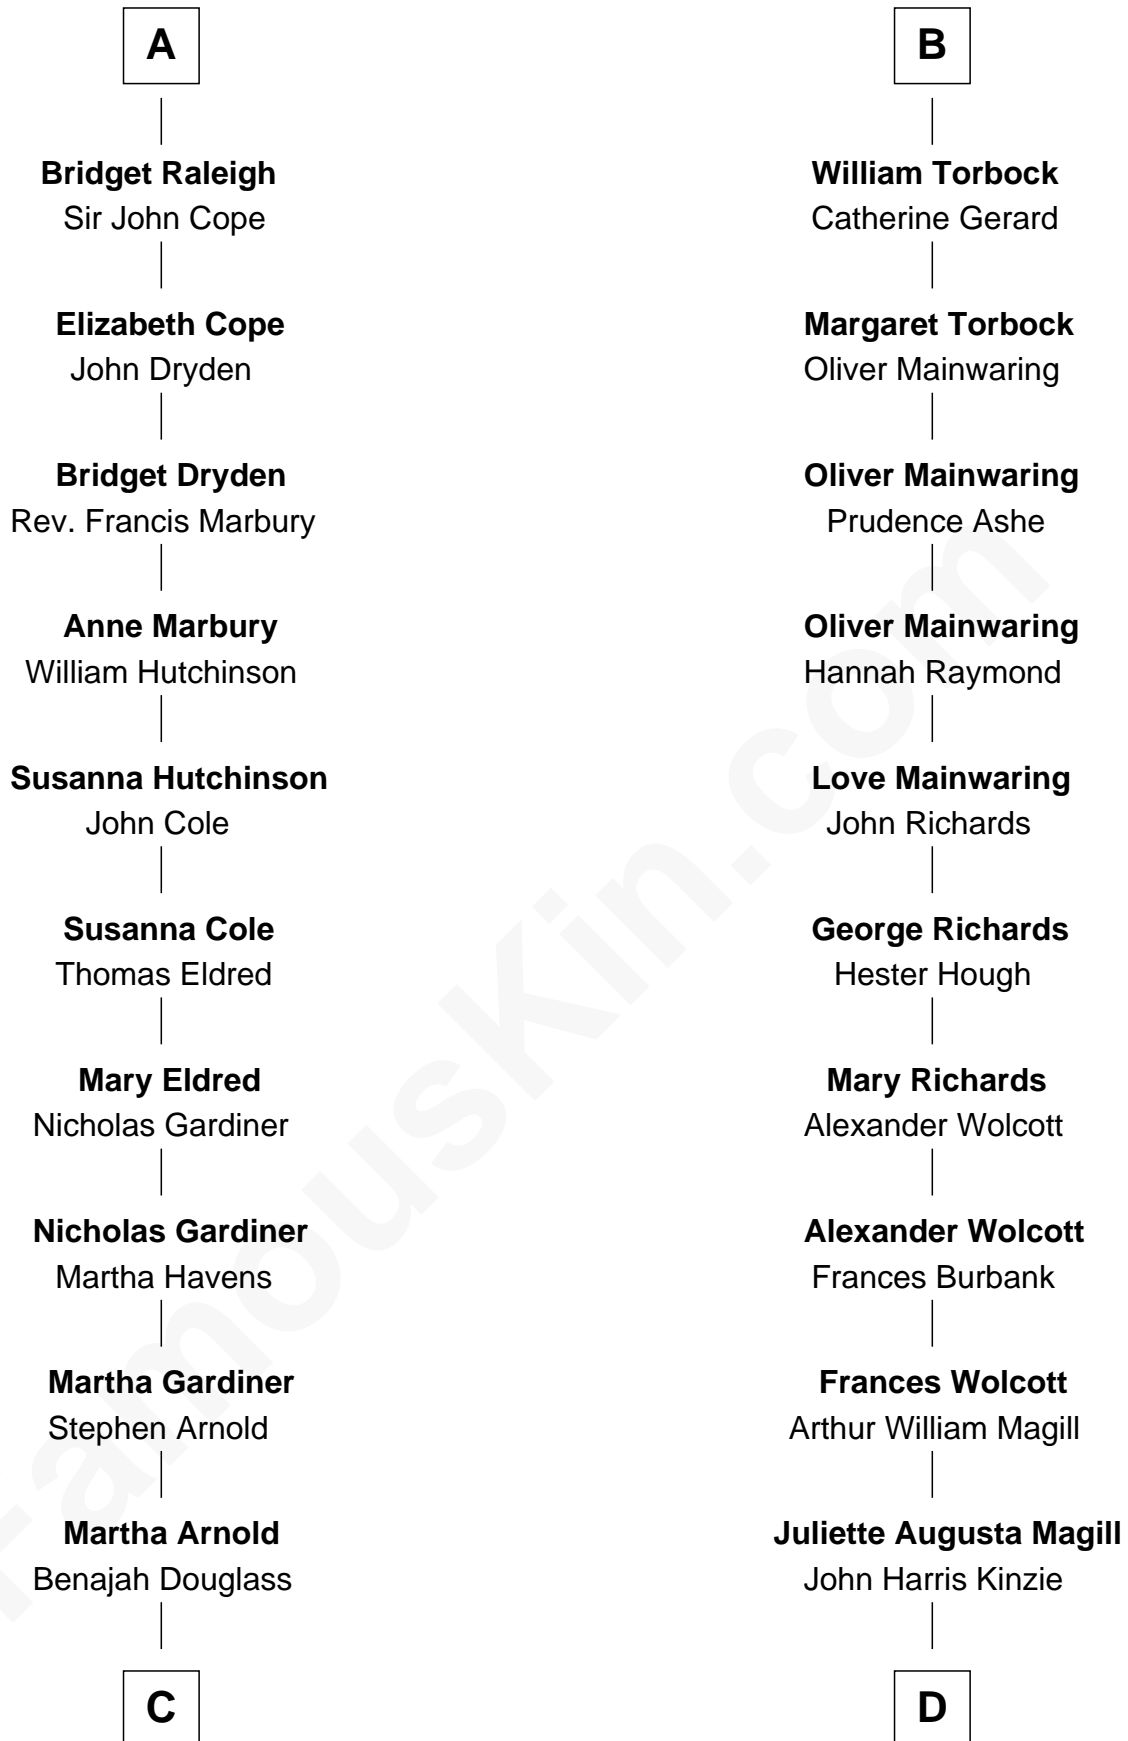 A
Bridget Raleigh
Sir John Cope
Elizabeth Cope
John Dryden
Bridget Dryden
Rev. Francis Marbury
Anne Marbury
William Hutchinson
Susanna Hutchinson
John Cole
Susanna Cole
Thomas Eldred
Mary Eldred
Nicholas Gardiner
Nicholas Gardiner
Martha Havens
Martha Gardiner
Stephen Arnold
Martha Arnold
Benajah Douglass
C
B
William Torbock
Catherine Gerard
Margaret Torbock
Oliver Mainwaring
Oliver Mainwaring
Prudence Ashe
Oliver Mainwaring
Hannah Raymond
Love Mainwaring
John Richards
George Richards
Hester Hough
Mary Richards
Alexander Wolcott
Alexander Wolcott
Frances Burbank
Frances Wolcott
Arthur William Magill
Juliette Augusta Magill
John Harris Kinzie
D
FamousKin.com